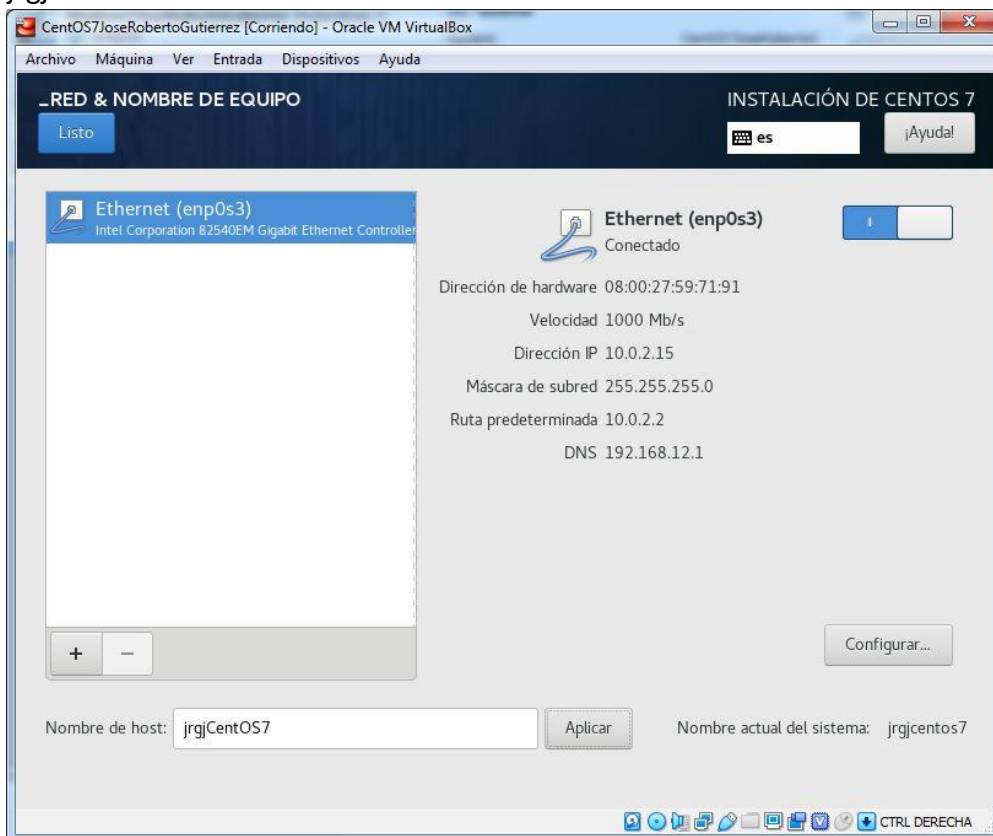 CentOS7JoseRobertoGutierrez [Corriendo] - Oracle VM VirtualBox
Archivo Máquina Ver Entrada Dispositivos Ayuda
_RED & NOMBRE DE EQUIPO
INSTALACIÓN DE CENTOS 7
Listo
es
¡Ayuda!
Ethernet (enp0s3)
Intel Corporation 82540EM Gigabit Ethernet Controller
Ethernet (enp0s3)
Conectado
Dirección de hardware 08:00:27:59:71:91
Velocidad 1000 Mb/s
Dirección IP 10.0.2.15
Máscara de subred 255.255.255.0
Ruta predeterminada 10.0.2.2
DNS 192.168.12.1
+ −
Configurar...
Nombre de host: jrgjCentOS7 Aplicar Nombre actual del sistema: jrgjcentos7
CTRL DERECHA